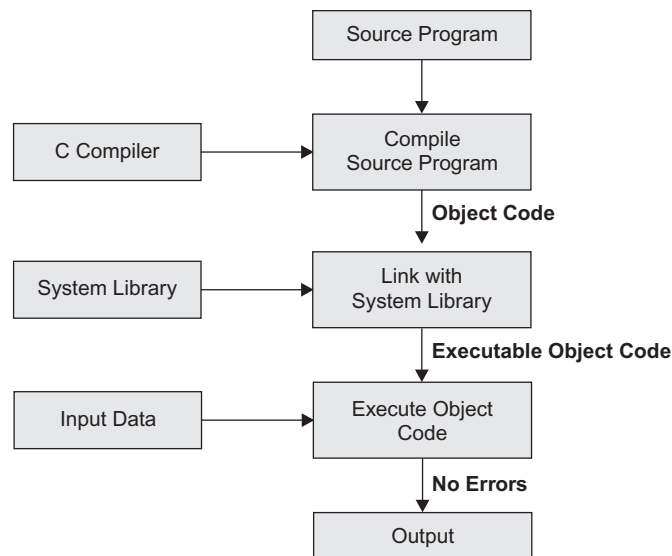 Source Program
C Compiler
Compile
Source Program
Object Code
System Library
Link with
System Library
Executable Object Code
Input Data
Execute Object
Code
No Errors
Output